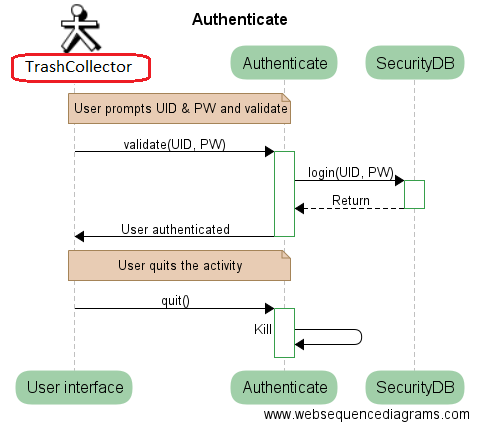 Authenticate
TrashCollector
Authenticate
SecurityDB
User prompts UID & PW and validate
validate(UID, PW)
login(UID, PW)
Return
User authenticated
User quits the activity
quit()
Kill
User interface
Authenticate
SecurityDB
www.websequencediagrams.com